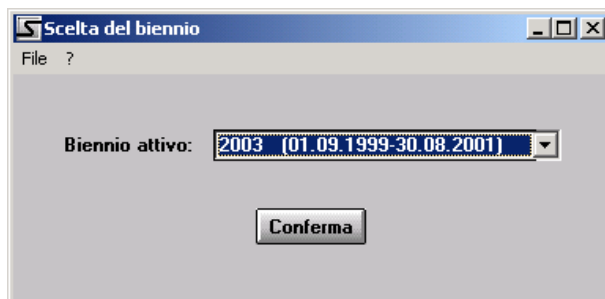 Scelta del biennio
File ?
Biennio attivo: 2003 (01.09.1999-30.08.2001)
Conferma